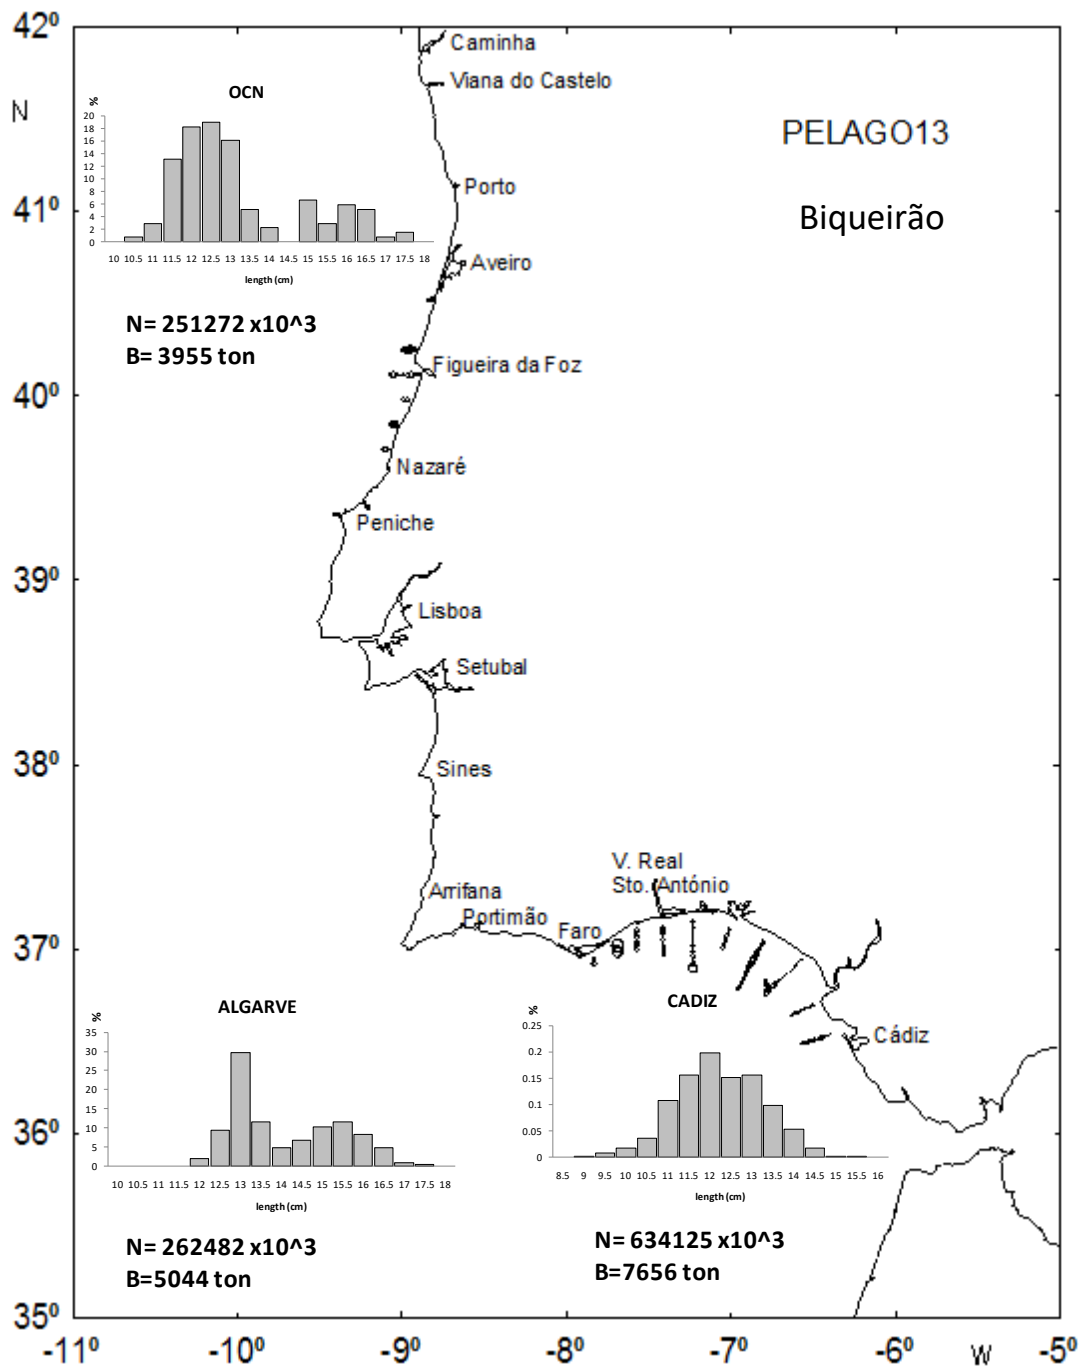 42⁰
Caminha
Viana do Castelo
N
PELAGO13
Biqueirão
OCN
%
20
18
16
14
12
10
8
6
4
2
0
10 10.5 11 11.5 12 12.5 13 13.5 14 14.5 15 15.5 16 16.5 17 17.5 18
length (cm)
N= 251272 x10^3
B= 3955 ton
Porto
41⁰
Aveiro
Figueira da Foz
40⁰
Nazaré
Peniche
39⁰
Lisboa
Setubal
38⁰
Sines
V. Real
Sto. António
Arrifana
Portimão
Faro
37⁰
Cádiz
ALGARVE
%
35
30
25
20
15
10
5
0
10 10.5 11 11.5 12 12.5 13 13.5 14 14.5 15 15.5 16 16.5 17 17.5 18
length (cm)
N= 262482 x10^3
B=5044 ton
CADIZ
%
0.25
0.2
0.15
0.1
0.05
0
8.5 9 9.5 10 10.5 11 11.5 12 12.5 13 13.5 14 14.5 15 15.5 16
length (cm)
N= 634125 x10^3
B=7656 ton
36⁰
35⁰
-11⁰ -10⁰ -9⁰ -8⁰ -7⁰ -6⁰ W -5⁰